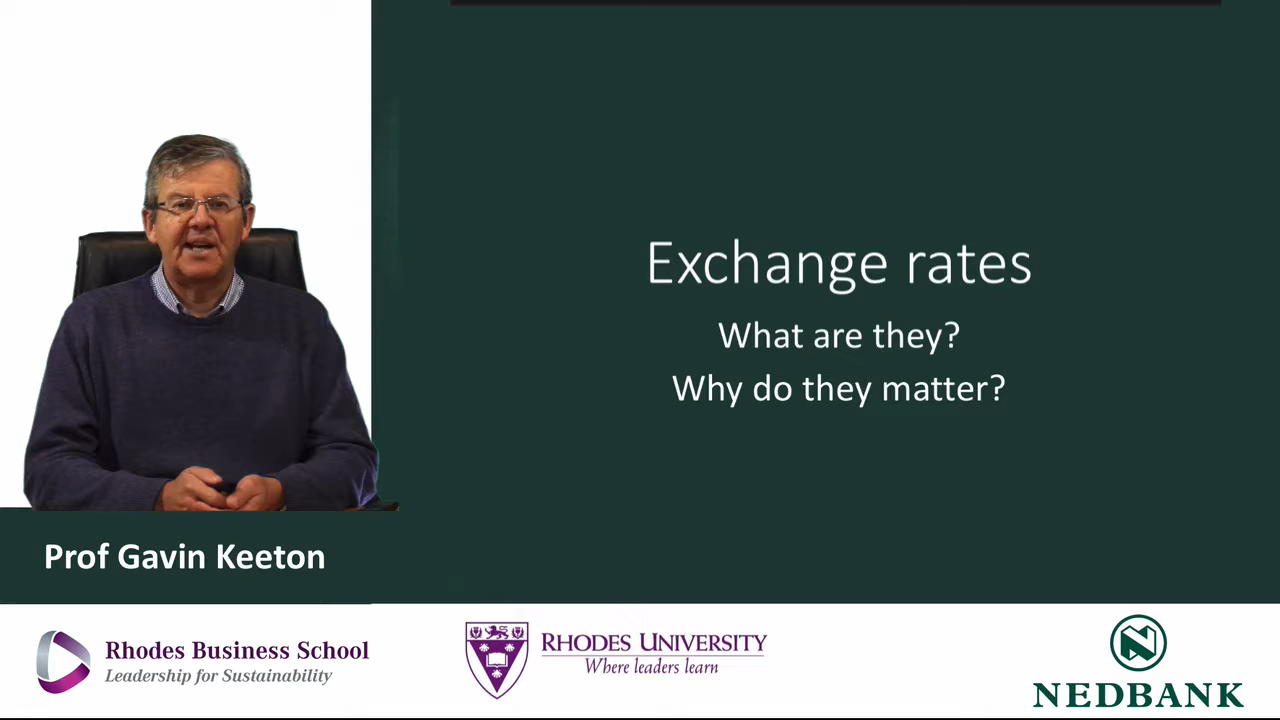 Exchange rates
What are they?
Why do they matter?
Prof Gavin Keeton
Rhodes Business School
Leadership for Sustainability
RHODES UNIVERSITY
Where leaders learn
NEDBANK